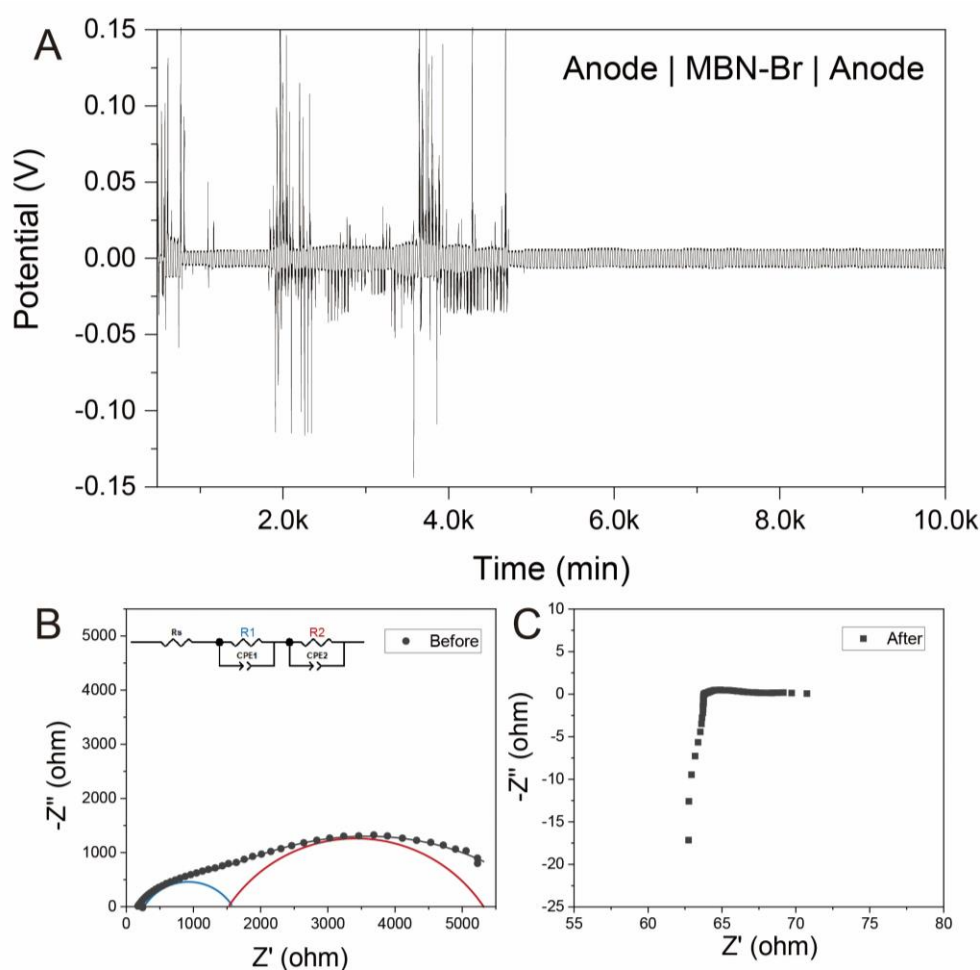 A
Anode | MBN-Br | Anode
0.15
0.10
0.05
0.00
-0.05
-0.10
-0.15
Potential (V)
2.0k 4.0k 6.0k 8.0k 10.0k
Time (min)
B
Rs R1 R2
CPE1 CPE2
Before
5000
4000
3000
2000
1000
0
-Z" (ohm)
0 1000 2000 3000 4000 5000
Z' (ohm)
C
After
10
5
0
-5
-10
-15
-20
-25
-Z" (ohm)
55 60 65 70 75 80
Z' (ohm)